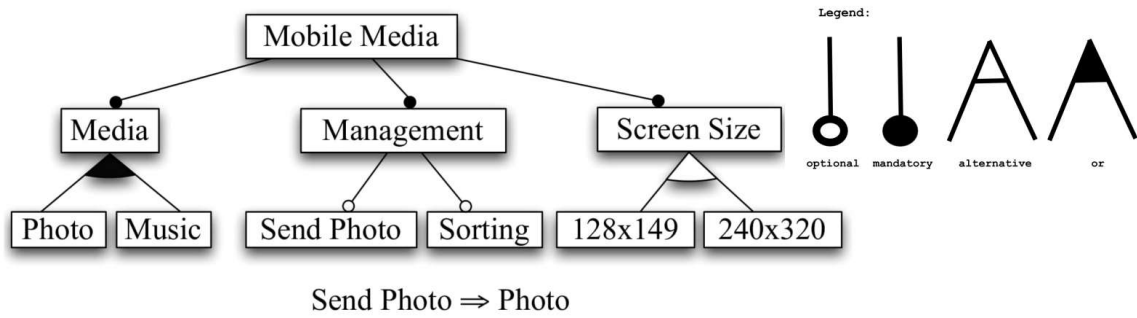 Mobile Media
Media
Management
Screen Size
Photo
Music
Send Photo
Sorting
128x149
240x320
Send Photo ⇒ Photo
Legend:
optional
mandatory
alternative
or